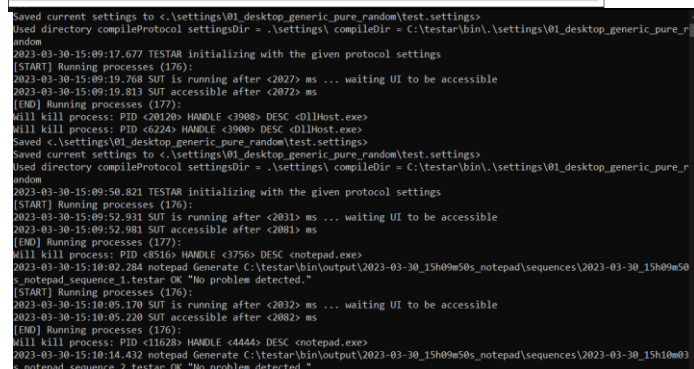 Saved current settings to <.\settings\01_desktop_generic_pure_random\test.settings>
Used directory compileProtocol settingsDir = .\settings\ compileDir = C:\testar\bin\.\settings\01_desktop_generic_pure_r
andom
2023-03-30-15:09:17.677 TESTAR initializing with the given protocol settings
[START] Running processes (176):
2023-03-30-15:09:19.768 SUT is running after <2027> ms ... waiting UI to be accessible
2023-03-30-15:09:19.813 SUT accessible after <2072> ms
[END] Running processes (177):
Will kill process: PID <20120> HANDLE <3908> DESC <DllHost.exe>
Will kill process: PID <6224> HANDLE <3900> DESC <DllHost.exe>
Saved <.\settings\01_desktop_generic_pure_random\test.settings>
Saved current settings to <.\settings\01_desktop_generic_pure_random\test.settings>
Used directory compileProtocol settingsDir = .\settings\ compileDir = C:\testar\bin\.\settings\01_desktop_generic_pure_r
andom
2023-03-30-15:09:50.821 TESTAR initializing with the given protocol settings
[START] Running processes (176):
2023-03-30-15:09:52.931 SUT is running after <2031> ms ... waiting UI to be accessible
2023-03-30-15:09:52.981 SUT accessible after <2081> ms
[END] Running processes (177):
Will kill process: PID <8516> HANDLE <3756> DESC <notepad.exe>
2023-03-30-15:10:02.284 notepad Generate C:\testar\bin\output\2023-03-30_15h09m50s_notepad\sequences\2023-03-30_15h09m50
s_notepad_sequence_1.testar OK "No problem detected."
[START] Running processes (176):
2023-03-30-15:10:05.170 SUT is running after <2032> ms ... waiting UI to be accessible
2023-03-30-15:10:05.220 SUT accessible after <2082> ms
[END] Running processes (176):
Will kill process: PID <11628> HANDLE <4444> DESC <notepad.exe>
2023-03-30-15:10:14.432 notepad Generate C:\testar\bin\output\2023-03-30_15h09m50s_notepad\sequences\2023-03-30_15h10m03
s_notepad_sequence_2.testar OK "No problem detected."